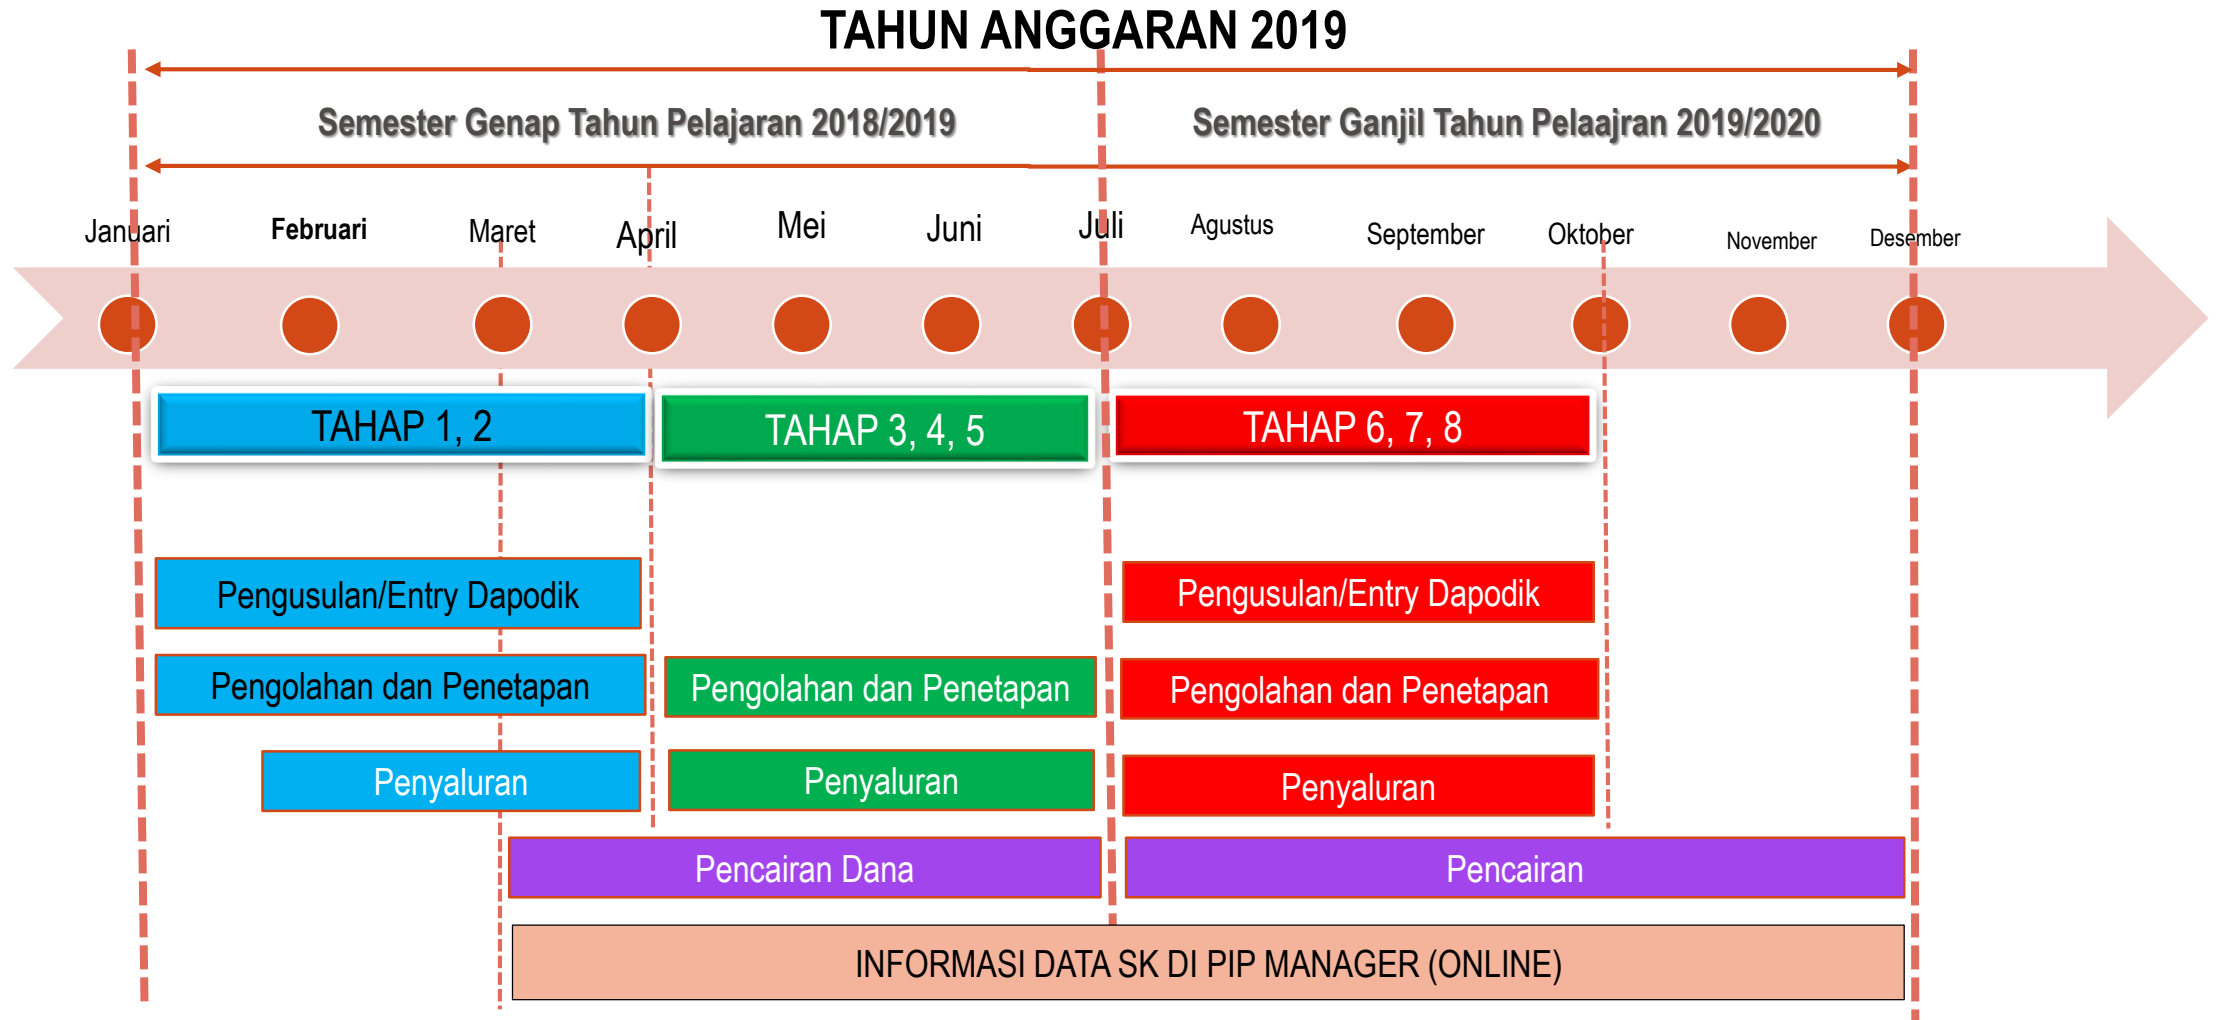 TAHUN ANGGARAN 2019
Semester Genap Tahun Pelajaran 2018/2019
Semester Ganjil Tahun Pelaajran 2019/2020
Januari
Februari
Maret
April
Mei
Juni
Juli
Agustus
September
Oktober
November
Desember
TAHAP 1, 2
TAHAP 3, 4, 5
TAHAP 6, 7, 8
Pengusulan/Entry Dapodik
Pengusulan/Entry Dapodik
Pengolahan dan Penetapan
Pengolahan dan Penetapan
Pengolahan dan Penetapan
Penyaluran
Penyaluran
Penyaluran
Pencairan Dana
Pencairan
INFORMASI DATA SK DI PIP MANAGER (ONLINE)